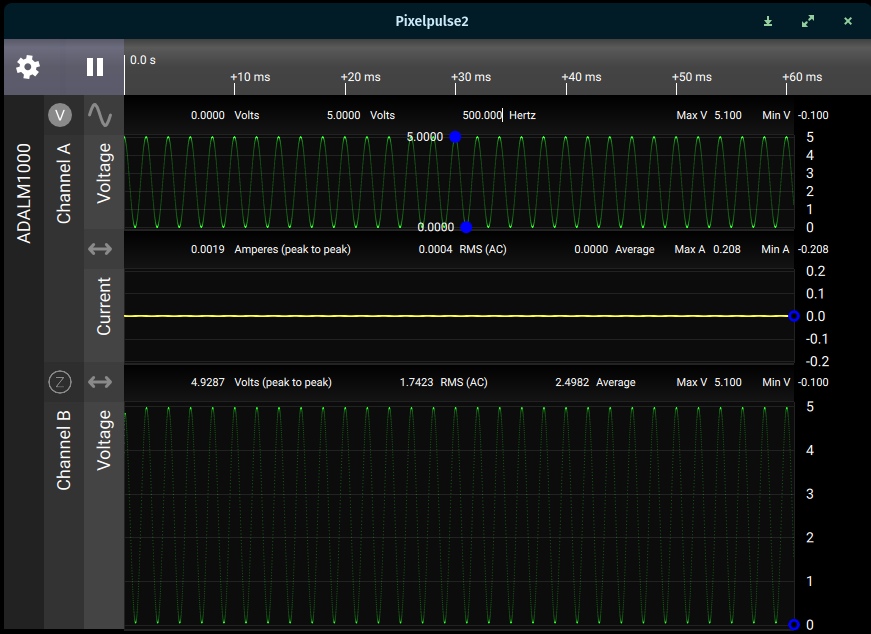 Pixelpulse2
0.0 s
+10 ms +20 ms +30 ms +40 ms +50 ms +60 ms
ADALM1000
V
Channel A
Voltage
0.0000 Volts 5.0000 Volts 500.000 Hertz Max V 5.100 Min V -0.100
5.0000
0.0000
5
4
3
2
1
0
Current
0.0019 Amperes (peak to peak) 0.0004 RMS (AC) 0.0000 Average Max A 0.208 Min A -0.208
0.2
0.1
0.0
-0.1
-0.2
Z
Channel B
Voltage
4.9287 Volts (peak to peak) 1.7423 RMS (AC) 2.4982 Average Max V 5.100 Min V -0.100
5
4
3
2
1
0